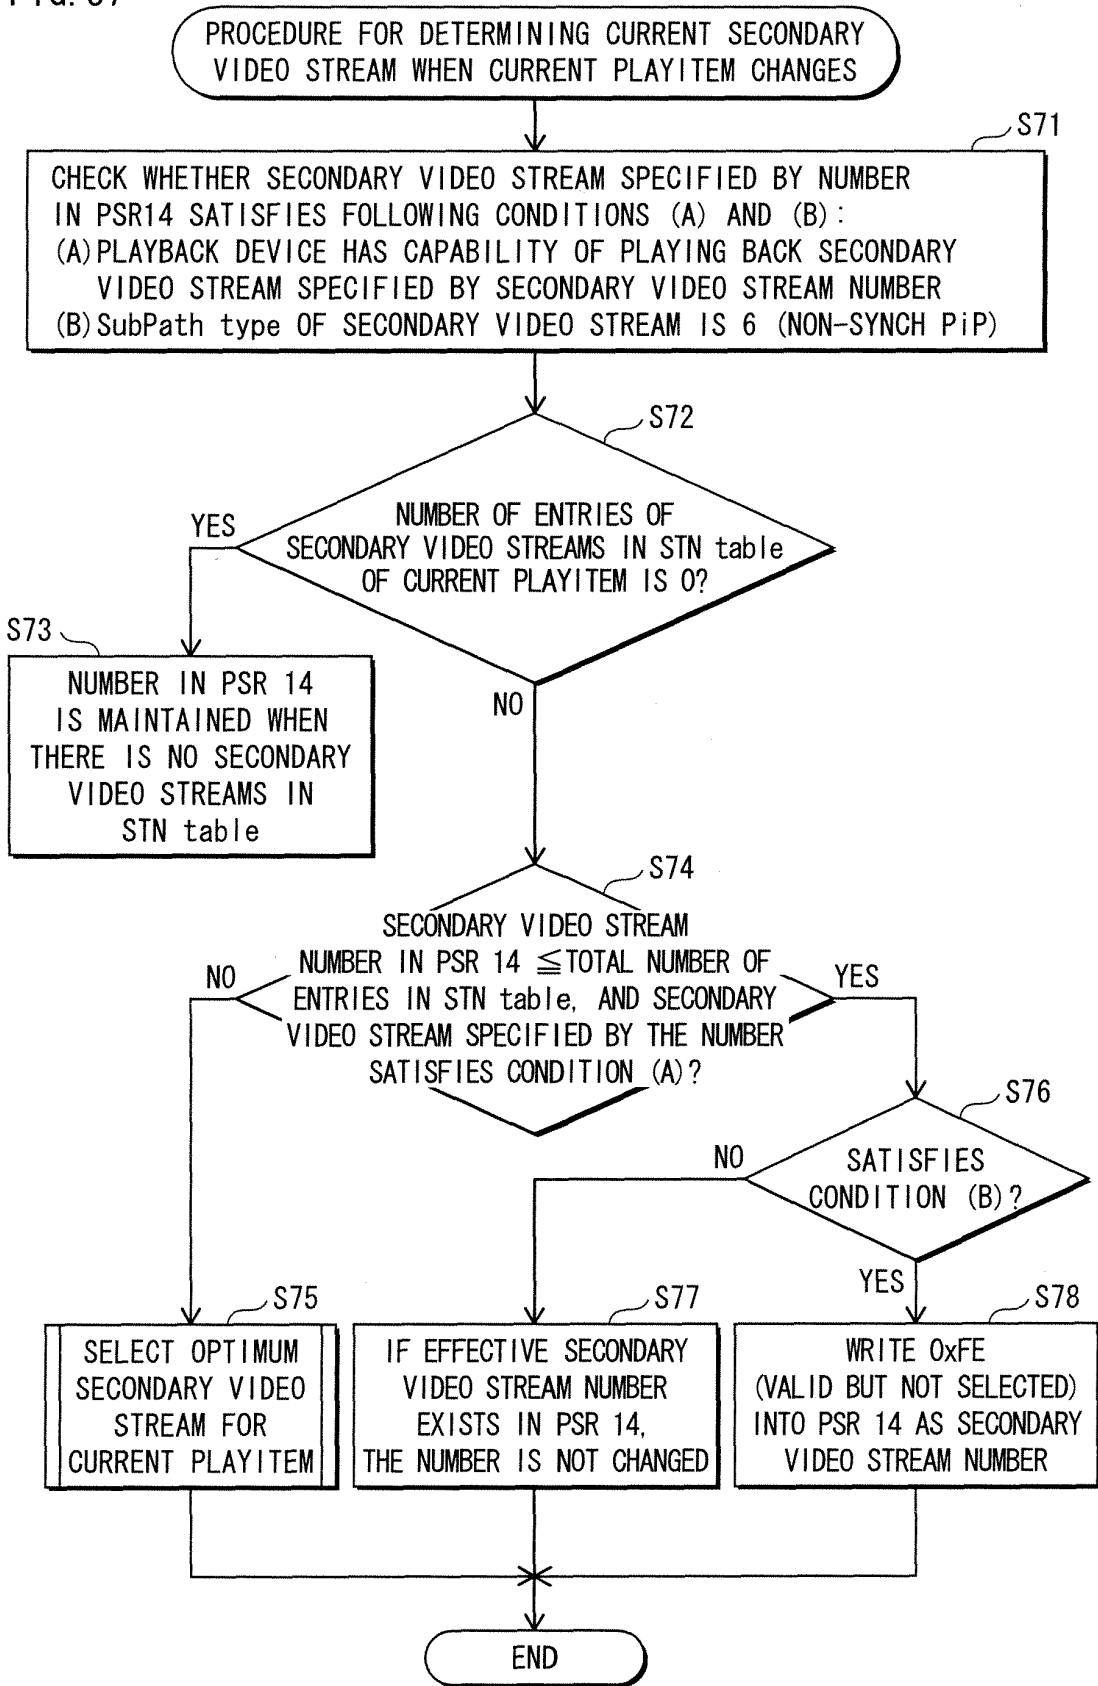 PROCEDURE FOR DETERMINING CURRENT SECONDARY
VIDEO STREAM WHEN CURRENT PLAYITEM CHANGES
S71
CHECK WHETHER SECONDARY VIDEO STREAM SPECIFIED BY NUMBER
IN PSR14 SATISFIES FOLLOWING CONDITIONS (A) AND (B):
(A)PLAYBACK DEVICE HAS CAPABILITY OF PLAYING BACK SECONDARY
VIDEO STREAM SPECIFIED BY SECONDARY VIDEO STREAM NUMBER
(B)SubPath type OF SECONDARY VIDEO STREAM IS 6 (NON-SYNCH PiP)
S72
NUMBER OF ENTRIES OF
SECONDARY VIDEO STREAMS IN STN table
OF CURRENT PLAYITEM IS 0?
YES
NO
S73
NUMBER IN PSR 14
IS MAINTAINED WHEN
THERE IS NO SECONDARY
VIDEO STREAMS IN
STN table
S74
SECONDARY VIDEO STREAM
NUMBER IN PSR 14 ≦TOTAL NUMBER OF
ENTRIES IN STN table, AND SECONDARY
VIDEO STREAM SPECIFIED BY THE NUMBER
SATISFIES CONDITION (A)?
NO
YES
S76
SATISFIES
CONDITION (B)?
NO
YES
S75
SELECT OPTIMUM
SECONDARY VIDEO
STREAM FOR
CURRENT PLAYITEM
S77
IF EFFECTIVE SECONDARY
VIDEO STREAM NUMBER
EXISTS IN PSR 14,
THE NUMBER IS NOT CHANGED
S78
WRITE 0xFE
(VALID BUT NOT SELECTED)
INTO PSR 14 AS SECONDARY
VIDEO STREAM NUMBER
END